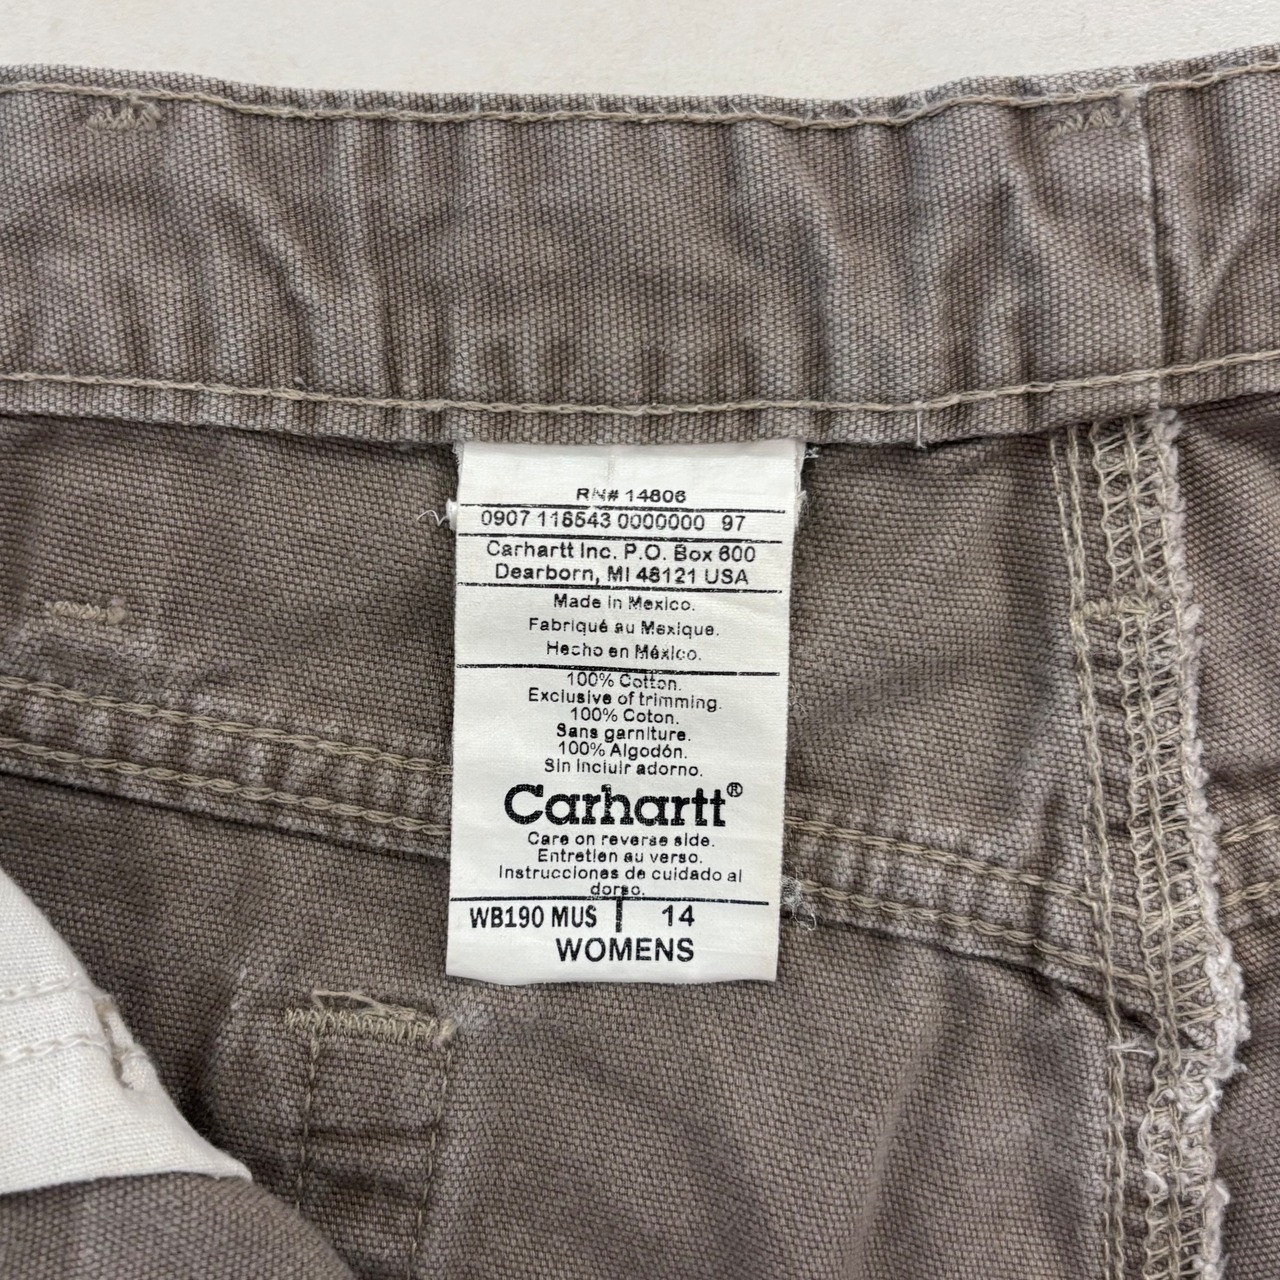 RN# 14806
0907 118543 0000000 97
Carhartt Inc. P.O. Box 600
Dearborn, MI 48121 USA
Made in Mexico.
Fabriqué au Mexique.
Hecho en México.
100% Cotton.
Exclusive of trimming.
100% Coton.
Sans garniture.
100% Algodón.
Sin incluir adorno.
Carhartt®
Care on reverse side.
Entretien au verso.
Instrucciones de cuidado al
dorso.
WB190 MUS 14
WOMENS